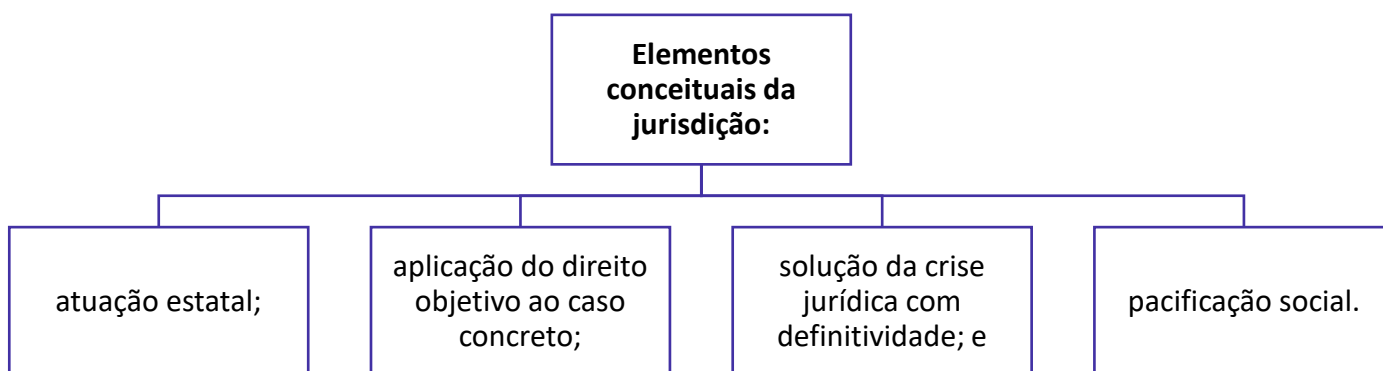 Elementos
conceituais da
jurisdição:
atuação estatal;
aplicação do direito
objetivo ao caso
concreto;
solução da crise
jurídica com
definitividade; e
pacificação social.